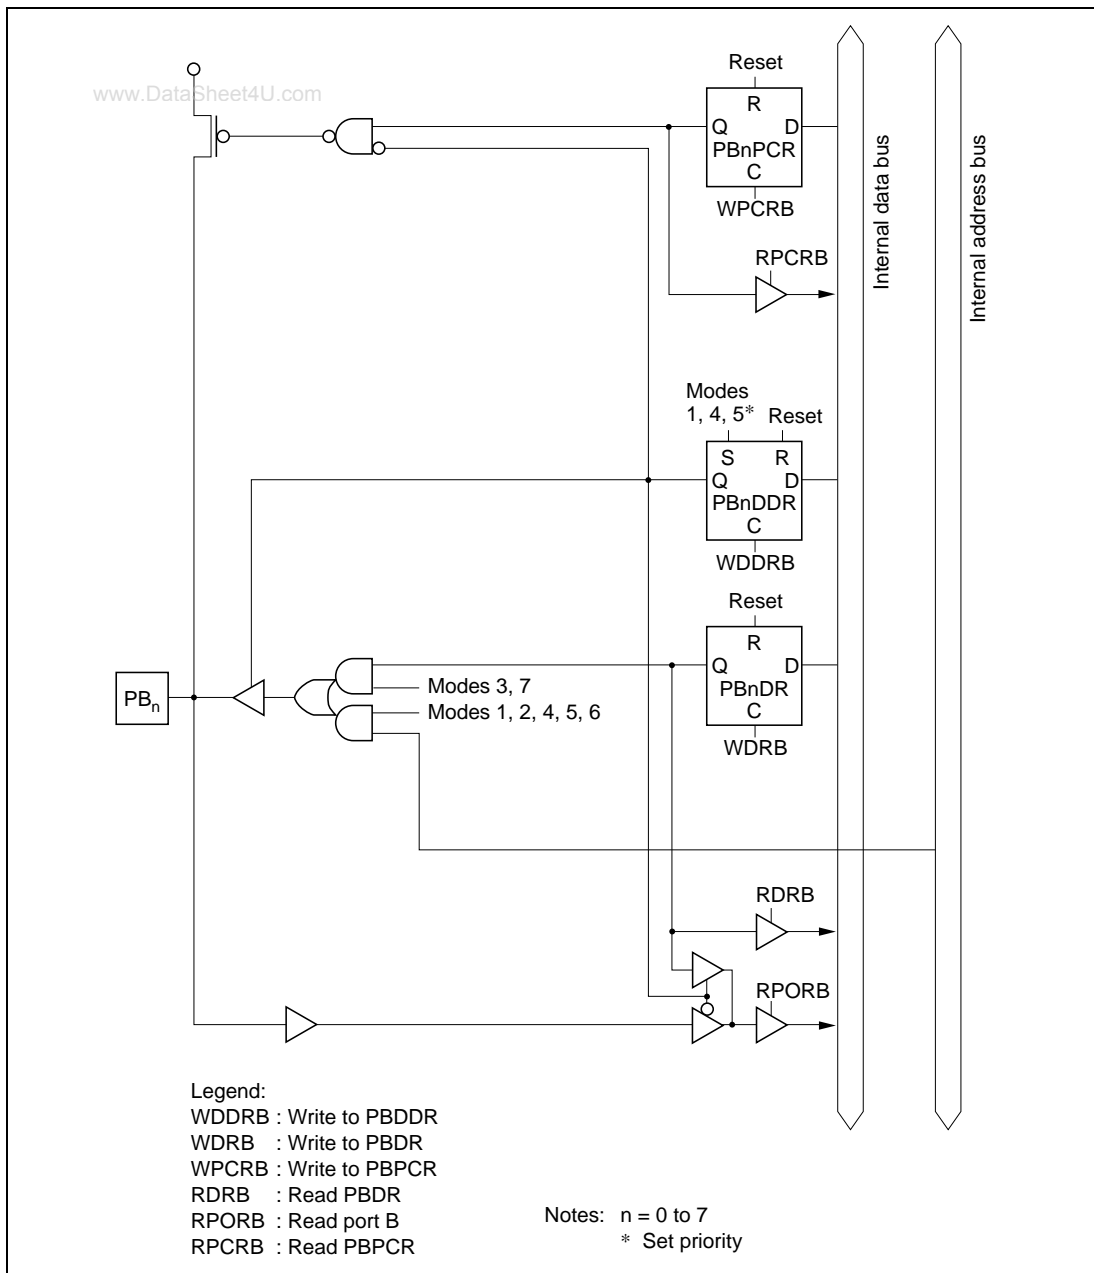 www.DataSheet4U.com
Reset
R
Q D
PBnPCR
C
WPCRB
RPCRB
Internal data bus
Internal address bus
Modes
1, 4, 5* Reset
S R
Q D
PBnDDR
C
WDDRB
Reset
R
Q D
PBnDR
C
WDRB
PBn
Modes 3, 7
Modes 1, 2, 4, 5, 6
RDRB
RPORB
Legend:
WDDRB : Write to PBDDR
WDRB : Write to PBDR
WPCRB : Write to PBPCR
RDRB : Read PBDR
RPORB : Read port B
RPCRB : Read PBPCR
Notes: n = 0 to 7
* Set priority